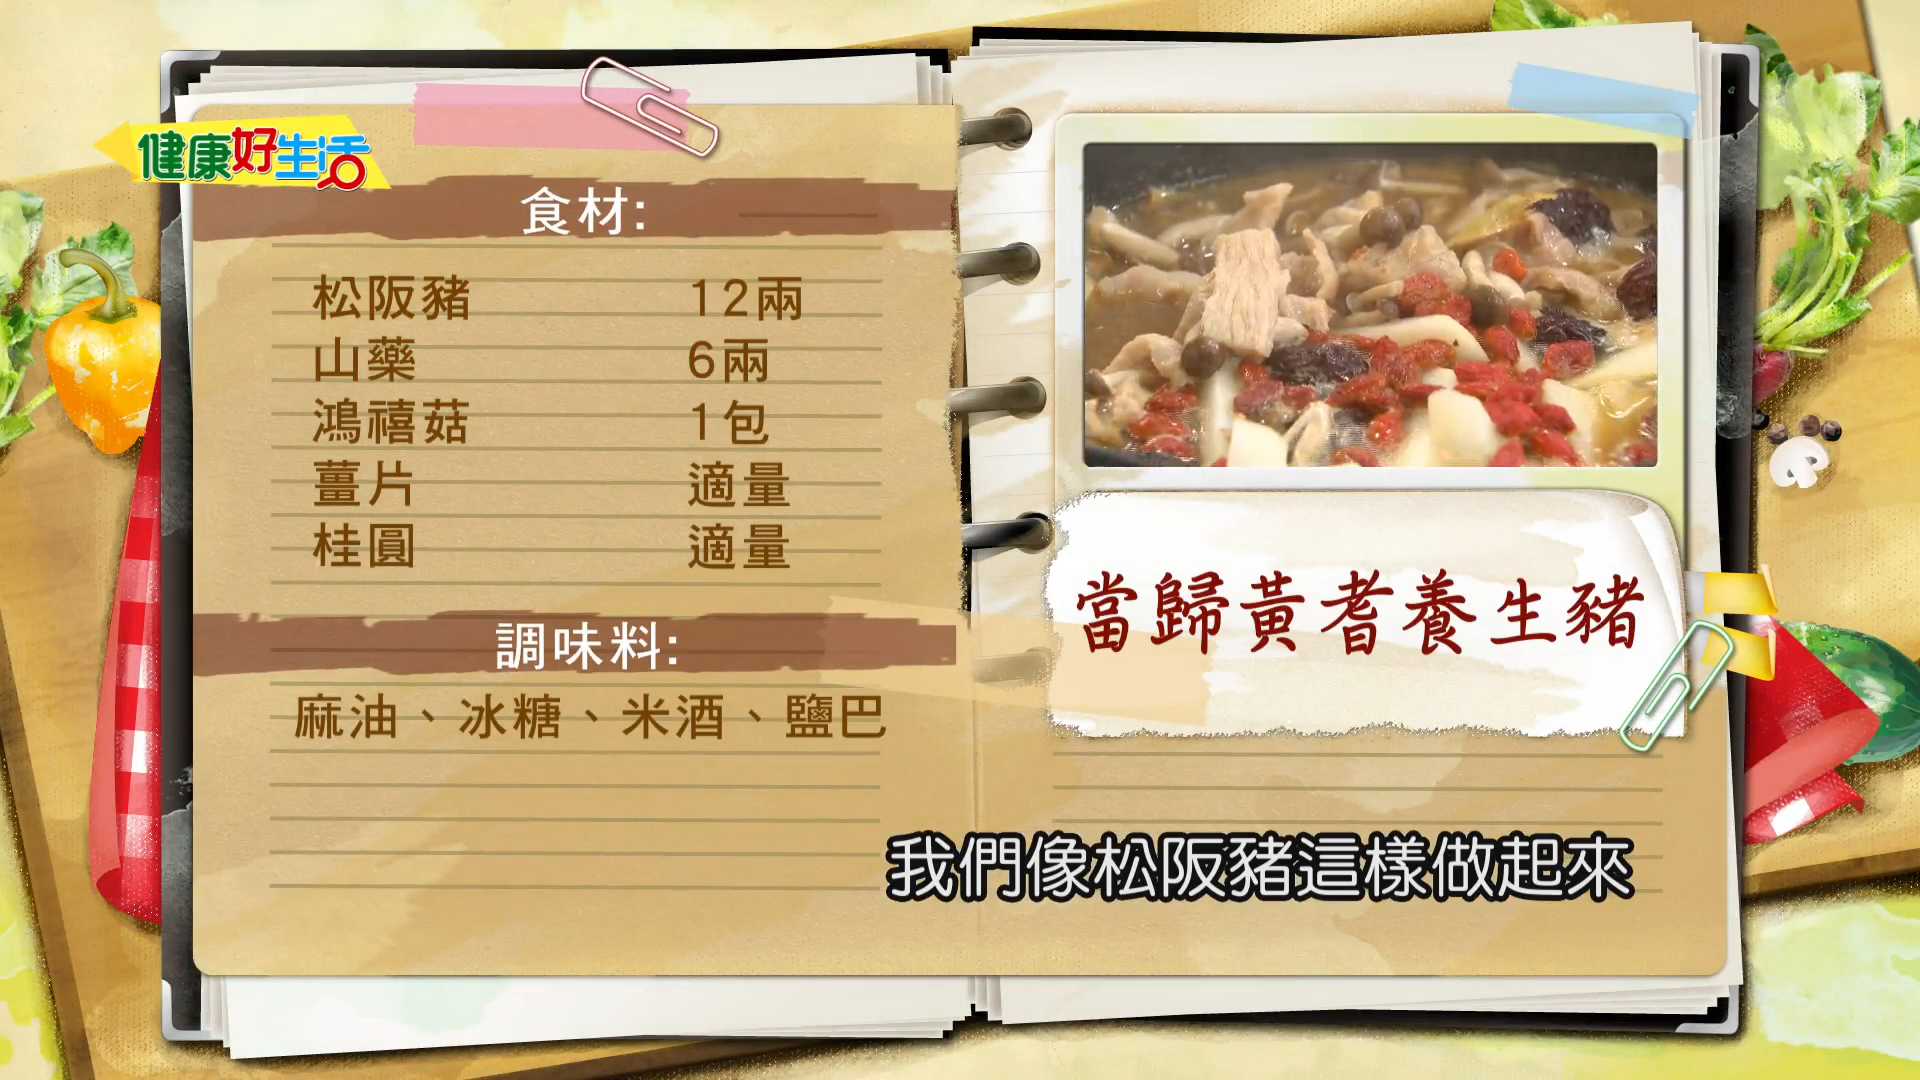 健康好生活
食材:
松阪豬 12兩
山藥 6兩
鴻禧菇 1包
薑片 適量
桂圓 適量
調味料:
麻油、冰糖、米酒、鹽巴
當歸黃耆養生豬
我們像松阪豬這樣做起來